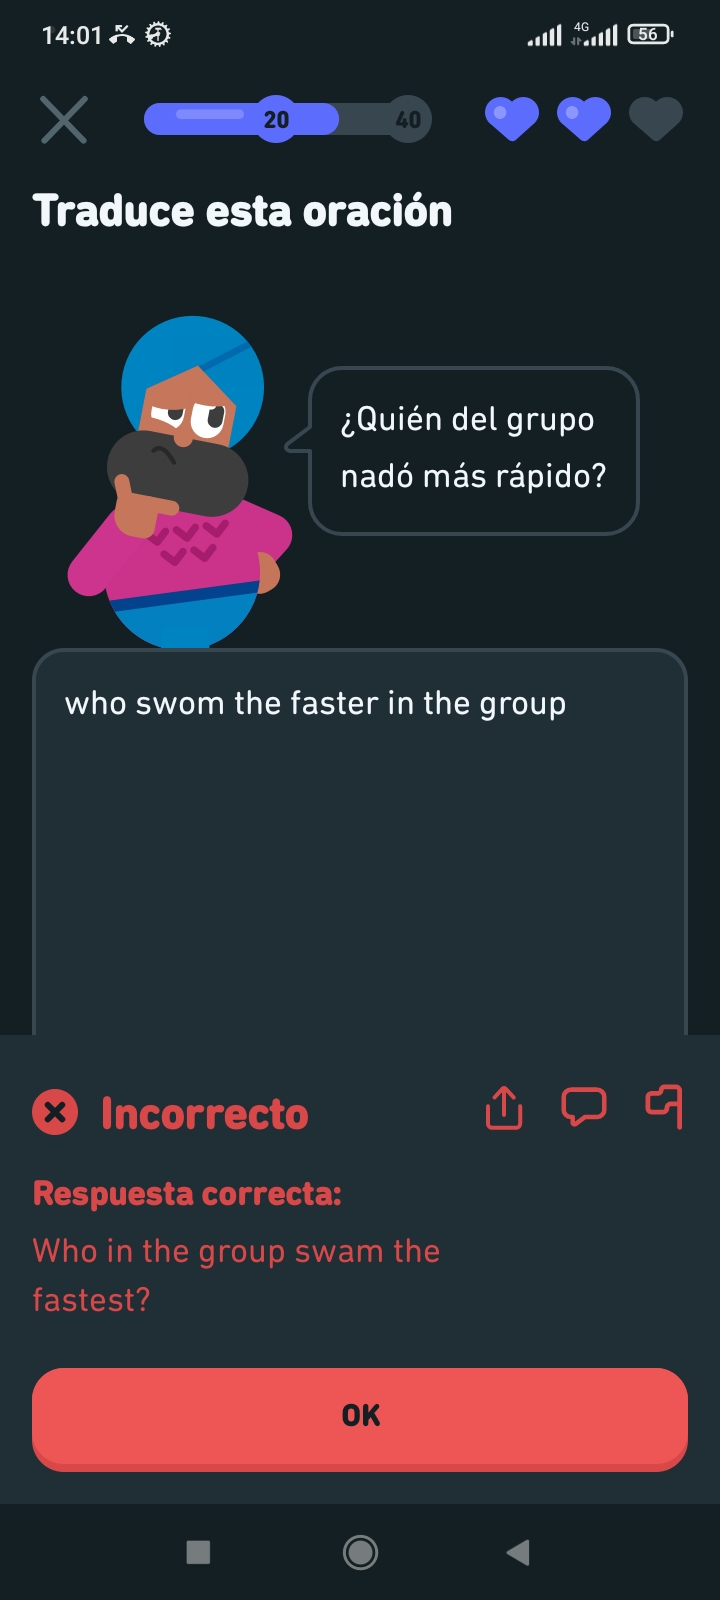 14:01
4G
56
20
40
Traduce esta oración
¿Quién del grupo
nadó más rápido?
who swom the faster in the group
Incorrecto
Respuesta correcta:
Who in the group swam the
fastest?
OK